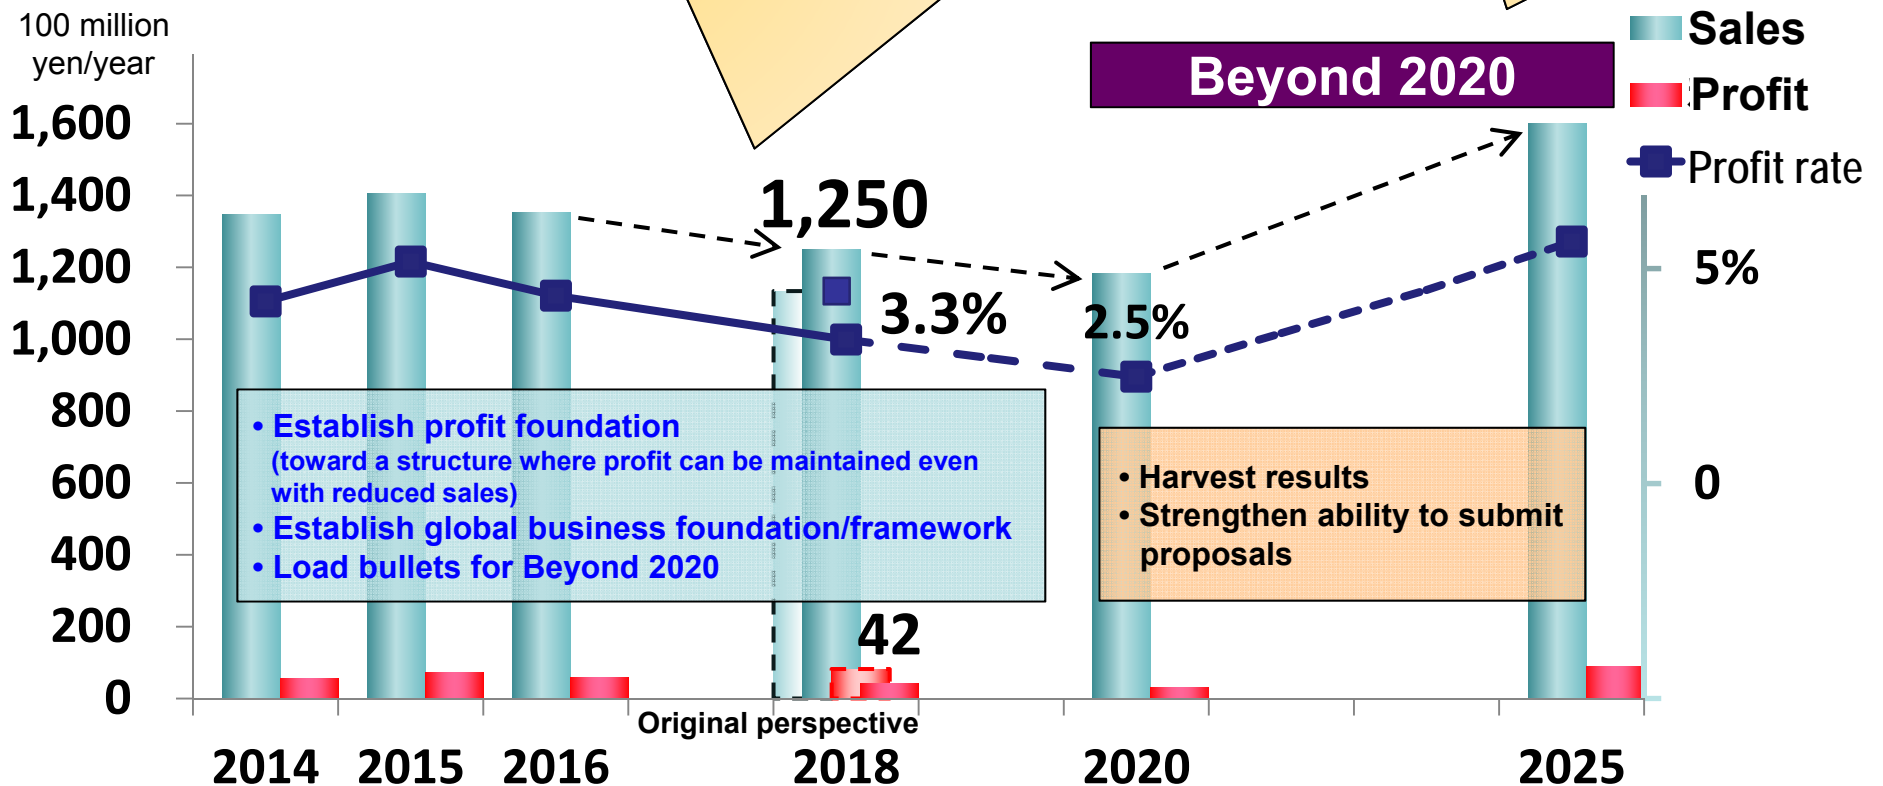 100 million
yen/year
Sales
Profit
Profit rate
Beyond 2020
1,600
1,400
1,200
1,000
800
600
400
200
0
5%
0
1,250
3.3%
2.5%
42
• Establish profit foundation
(toward a structure where profit can be maintained even
with reduced sales)
• Establish global business foundation/framework
• Load bullets for Beyond 2020
• Harvest results
• Strengthen ability to submit
proposals
Original perspective
2014
2015
2016
2018
2020
2025